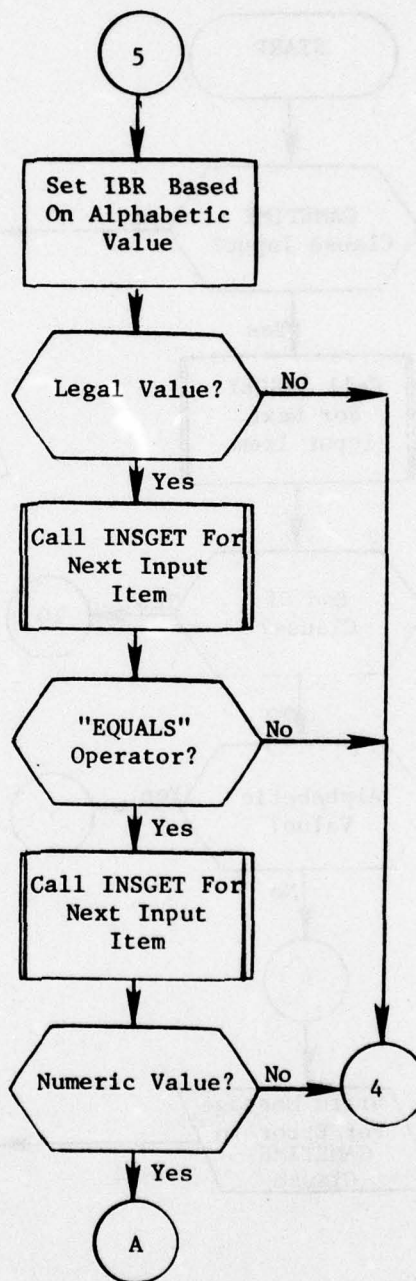 5
Set IBR Based
On Alphabetic
Value
Legal Value?
No
Yes
Call INSGET For
Next Input
Item
"EQUALS"
Operator?
No
Yes
Call INSGET For
Next Input
Item
Numeric Value?
No
4
Yes
A